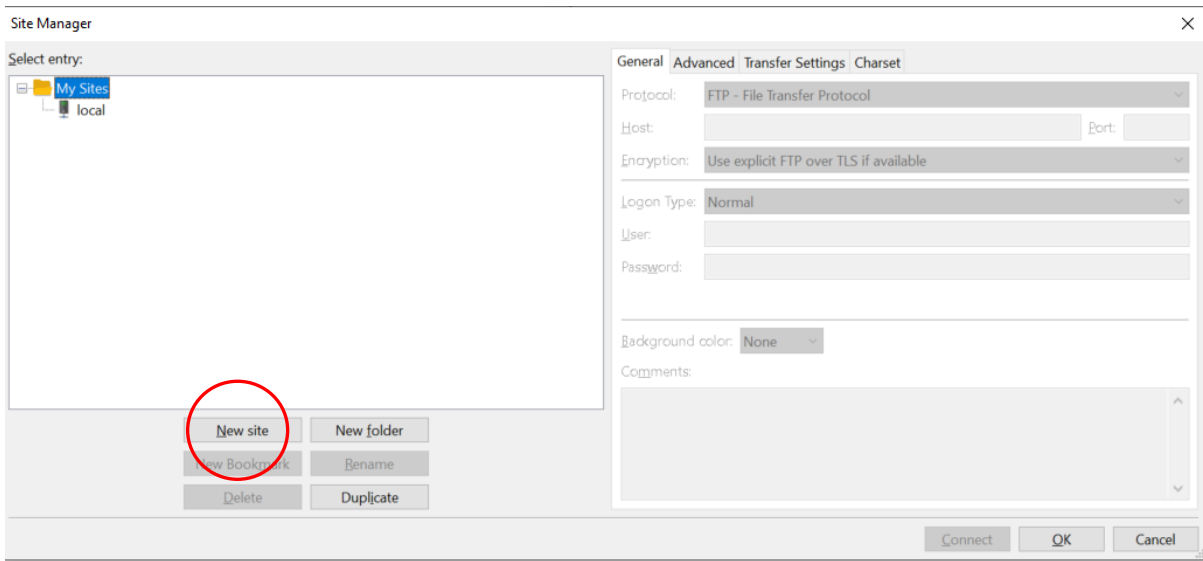 Site Manager
Select entry:
My Sites
local
New site New folder
New Bookmark Rename
Delete Duplicate
General Advanced Transfer Settings Charset
Protocol: FTP - File Transfer Protocol
Host: Port:
Encryption: Use explicit FTP over TLS if available
Logon Type: Normal
User:
Password:
Background color: None
Comments:
Connect OK Cancel